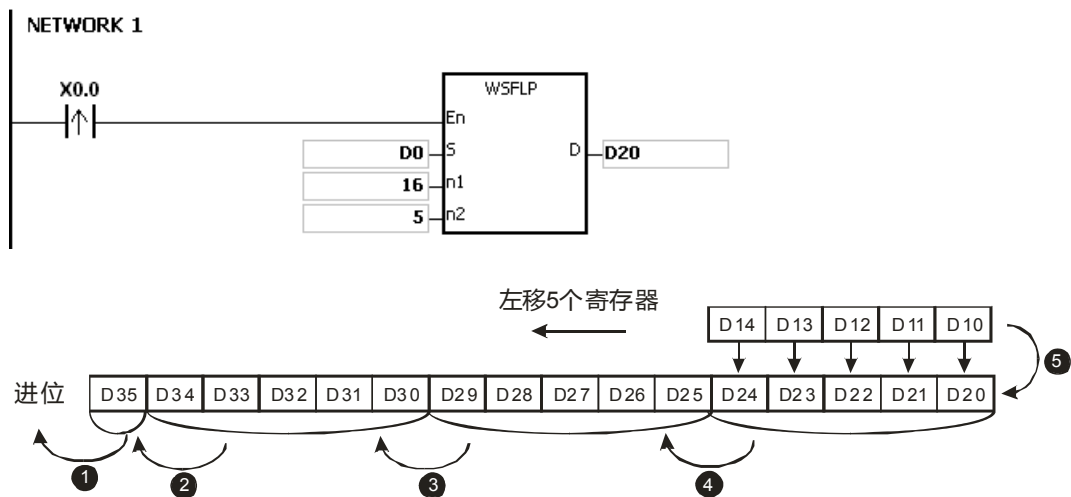 NETWORK 1
X0.0
WSFLP
En
D0 S D D20
16 n1
5 n2
左移5个寄存器
D14 D13 D12 D11 D10
5
进位 D35 D34 D33 D32 D31 D30 D29 D28 D27 D26 D25 D24 D23 D22 D21 D20
1 2 3 4